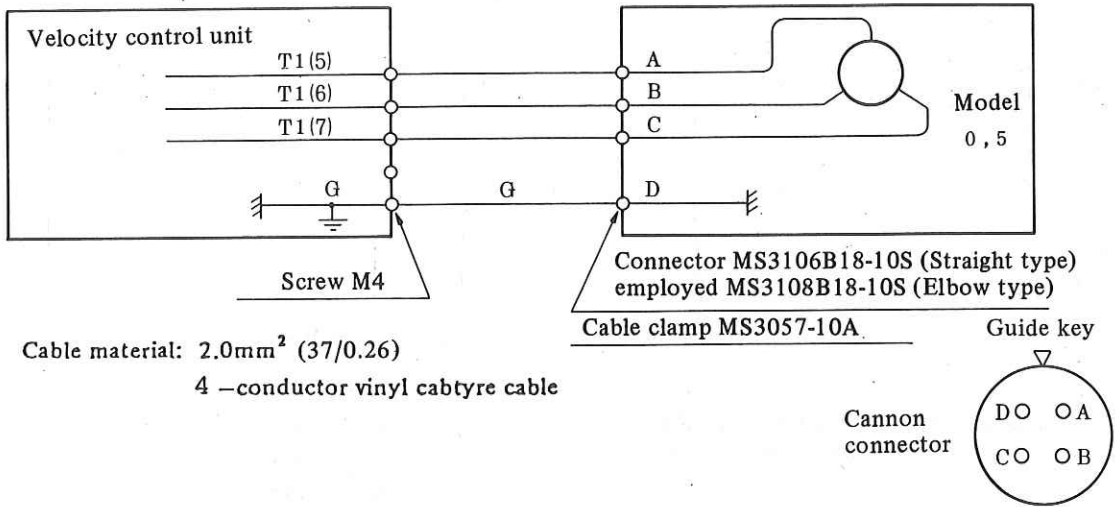 Velocity control unit
T1(5)
T1(6)
T1(7)
G
G
A
B
C
D
Model
0 , 5
Screw M4
Connector MS3106B18-10S (Straight type)
employed MS3108B18-10S (Elbow type)
Cable clamp MS3057-10A
Cable material: 2.0mm² (37/0.26)
4 –conductor vinyl cabtyre cable
Guide key
Cannon
connector
D A
C B